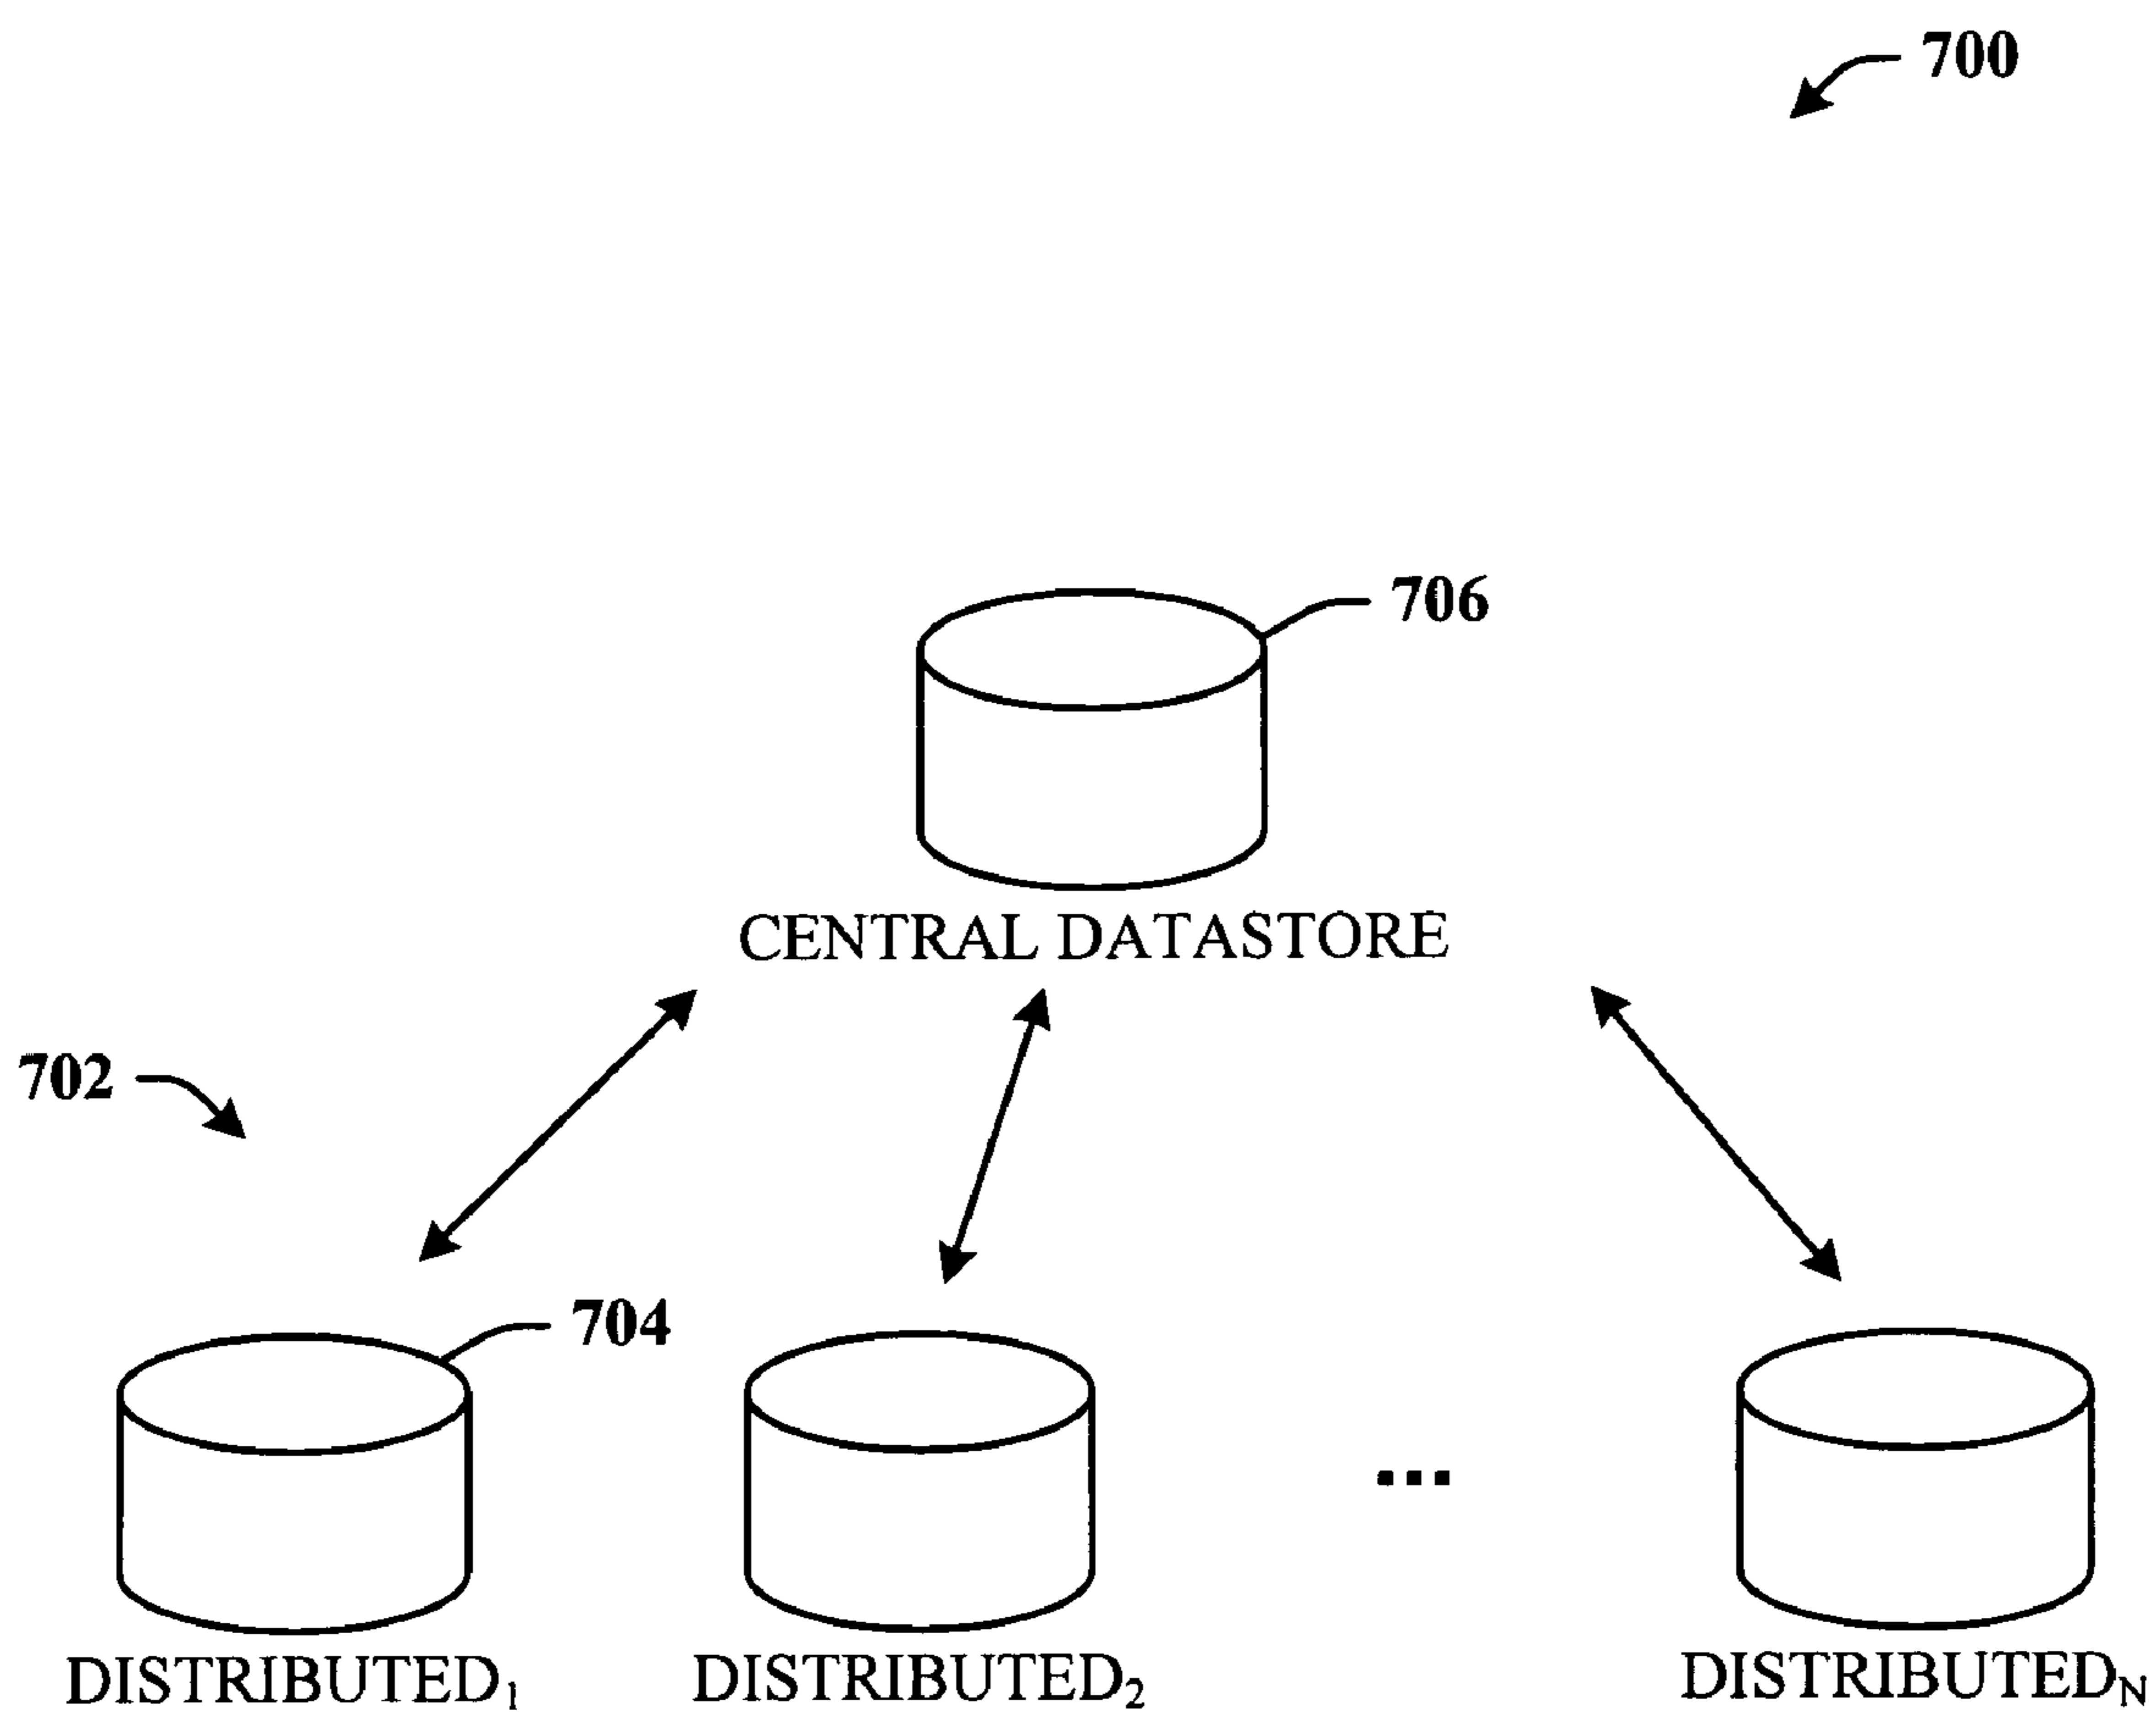 700
706
CENTRAL DATASTORE
702
704
DISTRIBUTED₁ DISTRIBUTED₂ ... DISTRIBUTEDN